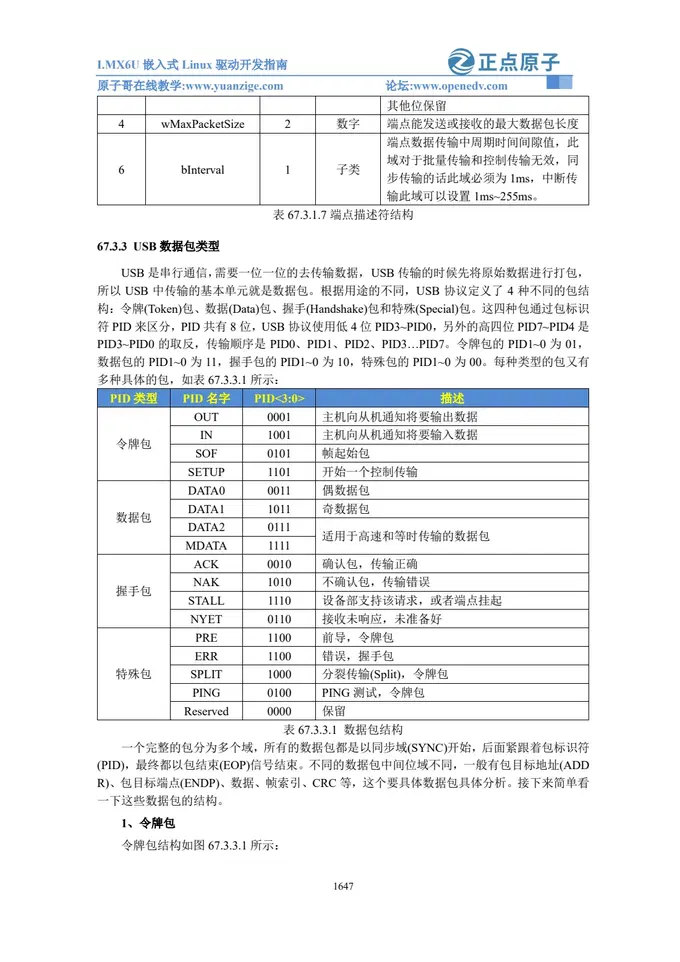 I.MX6U 嵌入式 Linux 驱动开发指南
正点原子
原子哥在线教学:www.yuanzige.com 论坛:www.openedv.com
其他位保留
4 wMaxPacketSize 2 数字 端点能发送或接收的最大数据包长度
端点数据传输中周期时间间隙值，此
域对于批量传输和控制传输无效，同
6 bInterval 1 子类 步传输的话此域必须为 1ms，中断传
输此域可以设置 1ms~255ms。
表 67.3.1.7 端点描述符结构
67.3.3 USB 数据包类型
USB 是串行通信，需要一位一位的去传输数据，USB 传输的时候先将原始数据进行打包，
所以 USB 中传输的基本单元就是数据包。根据用途的不同，USB 协议定义了 4 种不同的包结
构：令牌(Token)包、数据(Data)包、握手(Handshake)包和特殊(Special)包。这四种包通过包标识
符 PID 来区分，PID 共有 8 位，USB 协议使用低 4 位 PID3~PID0，另外的高四位 PID7~PID4 是
PID3~PID0 的取反，传输顺序是 PID0、PID1、PID2、PID3…PID7。令牌包的 PID1~0 为 01，
数据包的 PID1~0 为 11，握手包的 PID1~0 为 10，特殊包的 PID1~0 为 00。每种类型的包又有
多种具体的包，如表 67.3.3.1 所示：
PID 类型 PID 名字 PID<3:0> 描述
令牌包 OUT 0001 主机向从机通知将要输出数据
IN 1001 主机向从机通知将要输入数据
SOF 0101 帧起始包
SETUP 1101 开始一个控制传输
数据包 DATA0 0011 偶数据包
DATA1 1011 奇数据包
DATA2 0111 适用于高速和等时传输的数据包
MDATA 1111
握手包 ACK 0010 确认包，传输正确
NAK 1010 不确认包，传输错误
STALL 1110 设备部支持该请求，或者端点挂起
NYET 0110 接收未响应，未准备好
特殊包 PRE 1100 前导，令牌包
ERR 1100 错误，握手包
SPLIT 1000 分裂传输(Split)，令牌包
PING 0100 PING 测试，令牌包
Reserved 0000 保留
表 67.3.3.1 数据包结构
一个完整的包分为多个域，所有的数据包都是以同步域(SYNC)开始，后面紧跟着包标识符
(PID)，最终都以包结束(EOP)信号结束。不同的数据包中间位域不同，一般有包目标地址(ADD
R)、包目标端点(ENDP)、数据、帧索引、CRC 等，这个要具体数据包具体分析。接下来简单看
一下这些数据包的结构。
1、令牌包
令牌包结构如图 67.3.3.1 所示：
1647